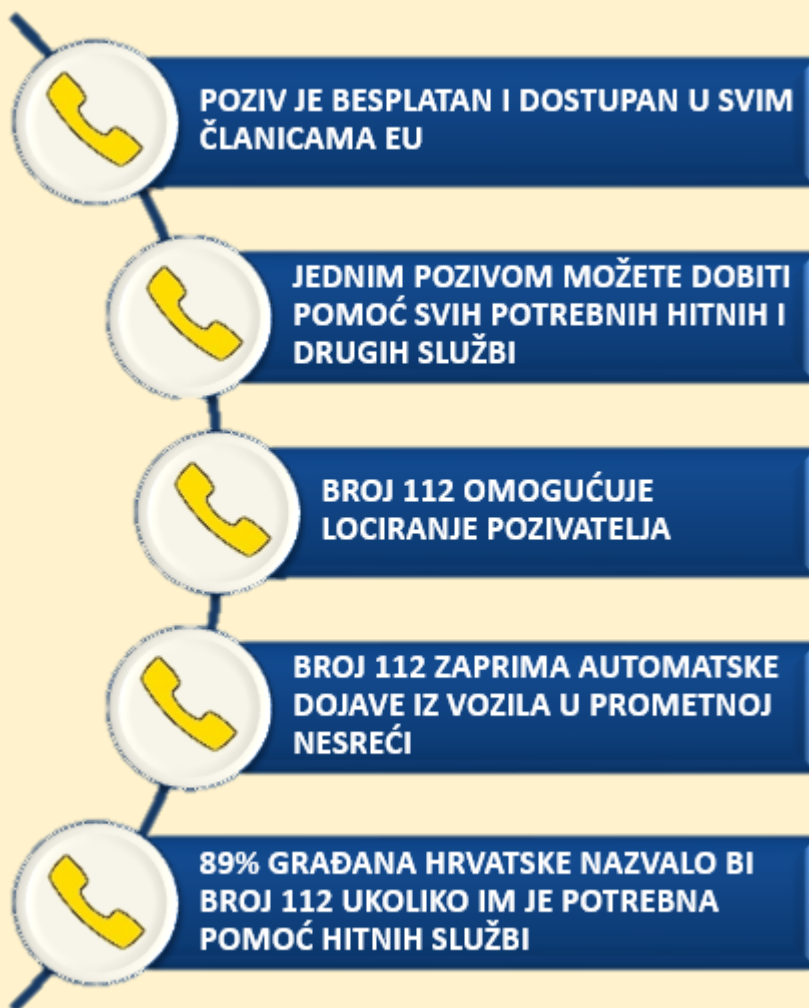 POZIV JE BESPLATAN I DOSTUPAN U SVIM
ČLANICAMA EU
JEDNIM POZIVOM MOŽETE DOBITI
POMOĆ SVIH POTREBNIH HITNIH I
DRUGIH SLUŽBI
BROJ 112 OMOGUĆUJE
LOCIRANJE POZIVATELJA
BROJ 112 ZAPRIMA AUTOMATSKE
DOJAVE IZ VOZILA U PROMETNOJ
NESREĆI
89% GRAĐANA HRVATSKE NAZVALO BI
BROJ 112 UKOLIKO IM JE POTREBNA
POMOĆ HITNIH SLUŽBI